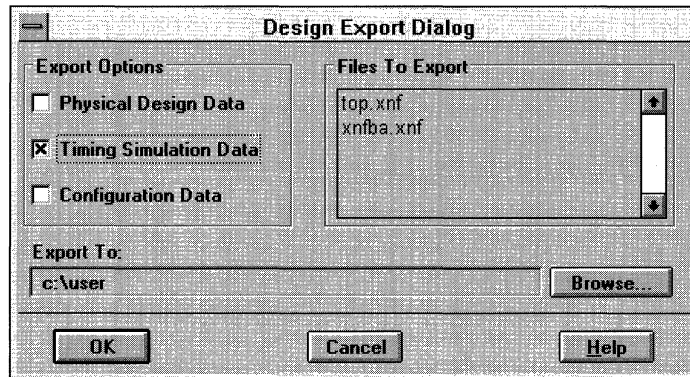 Design Export Dialog
Export Options
Physical Design Data
Timing Simulation Data
Configuration Data
Files To Export
top.xnf
xnfba.xnf
Export To:
c:\user
Browse...
OK
Cancel
Help